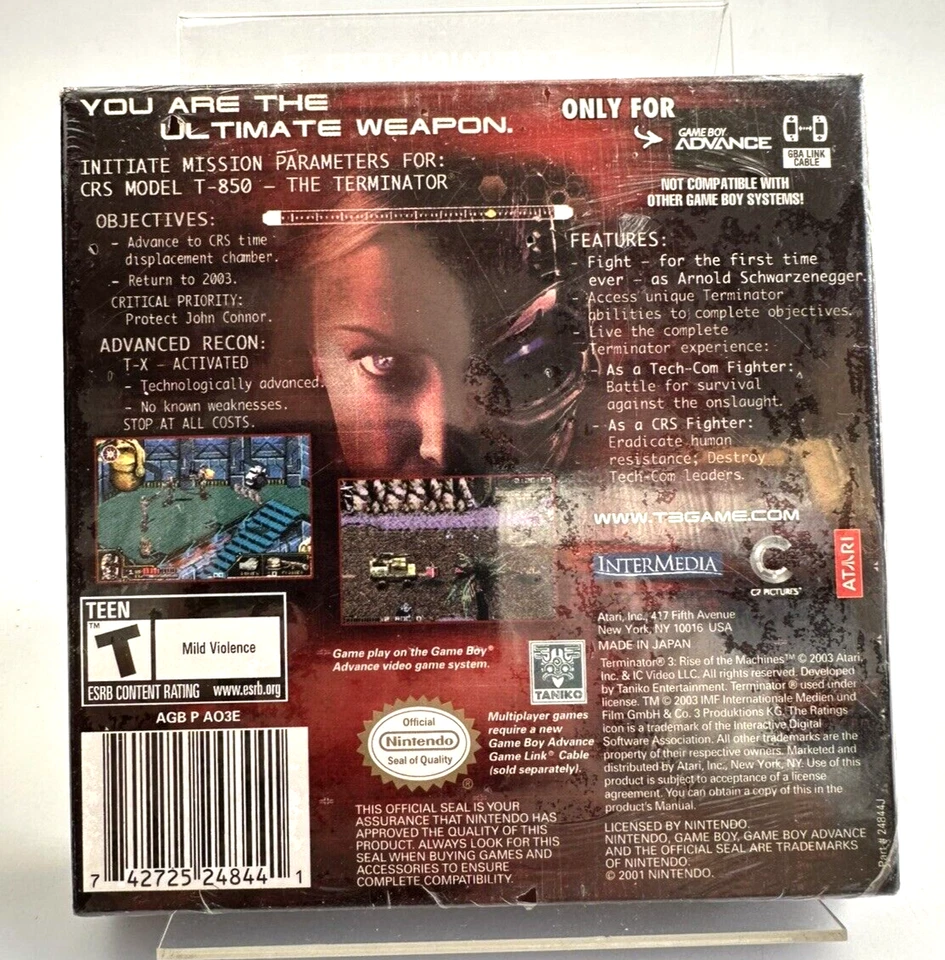 YOU ARE THE
ULTIMATE WEAPON.
INITIATE MISSION PARAMETERS FOR:
CRS MODEL T-850 – THE TERMINATOR
OBJECTIVES:
- Advance to CRS time
displacement chamber.
- Return to 2003.
CRITICAL PRIORITY:
Protect John Connor.
ADVANCED RECON:
T-X – ACTIVATED
- Technologically advanced.
- No known weaknesses.
STOP AT ALL COSTS.
ONLY FOR
GAME BOY
ADVANCE
GBA LINK
CABLE
NOT COMPATIBLE WITH
OTHER GAME BOY SYSTEMS!
FEATURES:
- Fight – for the first time
ever – as Arnold Schwarzenegger.
- Access unique Terminator
abilities to complete objectives.
- Live the complete
Terminator experience:
- As a Tech-Com Fighter:
Battle for survival
against the onslaught.
- As a CRS Fighter:
Eradicate human
resistance; Destroy
Tech-Com leaders.
WWW.T3GAME.COM
INTERMEDIA
C
C2 PICTURES
ATARI
TEEN
T
TM
Mild Violence
ESRB CONTENT RATING www.esrb.org
AGB P AO3E
7 42725 24844 1
Game play on the Game Boy®
Advance video game system.
TANIKO
Official
Nintendo
Seal of Quality
®
Multiplayer games
require a new
Game Boy Advance
Game Link® Cable
(sold separately).
THIS OFFICIAL SEAL IS YOUR
ASSURANCE THAT NINTENDO HAS
APPROVED THE QUALITY OF THIS
PRODUCT. ALWAYS LOOK FOR THIS
SEAL WHEN BUYING GAMES AND
ACCESSORIES TO ENSURE
COMPLETE COMPATIBILITY.
Atari, Inc., 417 Fifth Avenue
New York, NY 10016 USA
MADE IN JAPAN
Terminator® 3: Rise of the Machines™ © 2003 Atari,
Inc. & IC Video LLC. All rights reserved. Developed
by Taniko Entertainment. Terminator ® used under
license. TM © 2003 IMF Internationale Medien und
Film GmbH & Co. 3 Produktions KG. The Ratings
icon is a trademark of the Interactive Digital
Software Association. All other trademarks are the
property of their respective owners. Marketed and
distributed by Atari, Inc., New York, NY. Use of this
product is subject to acceptance of a license
agreement. You can obtain a copy of this in the
product's Manual.
LICENSED BY NINTENDO.
NINTENDO, GAME BOY, GAME BOY ADVANCE
AND THE OFFICIAL SEAL ARE TRADEMARKS
OF NINTENDO.
© 2001 NINTENDO.
Part # 24844J